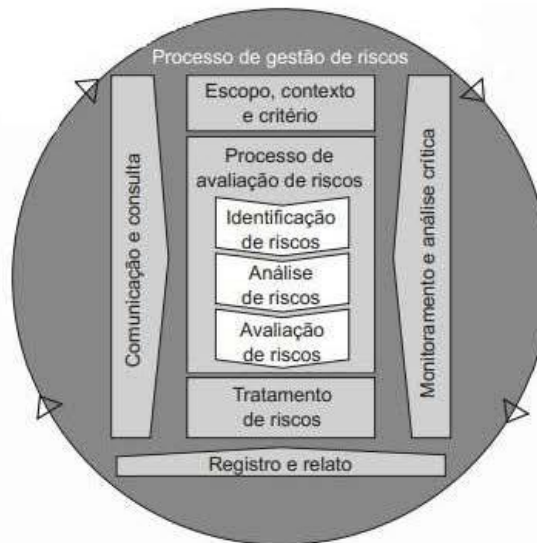 Processo de gestão de riscos
Escopo, contexto
e critério
Processo de
avaliação de riscos
Identificação
de riscos
Análise
de riscos
Avaliação
de riscos
Tratamento
de riscos
Comunicação e consulta
Monitoramento e análise crítica
Registro e relato